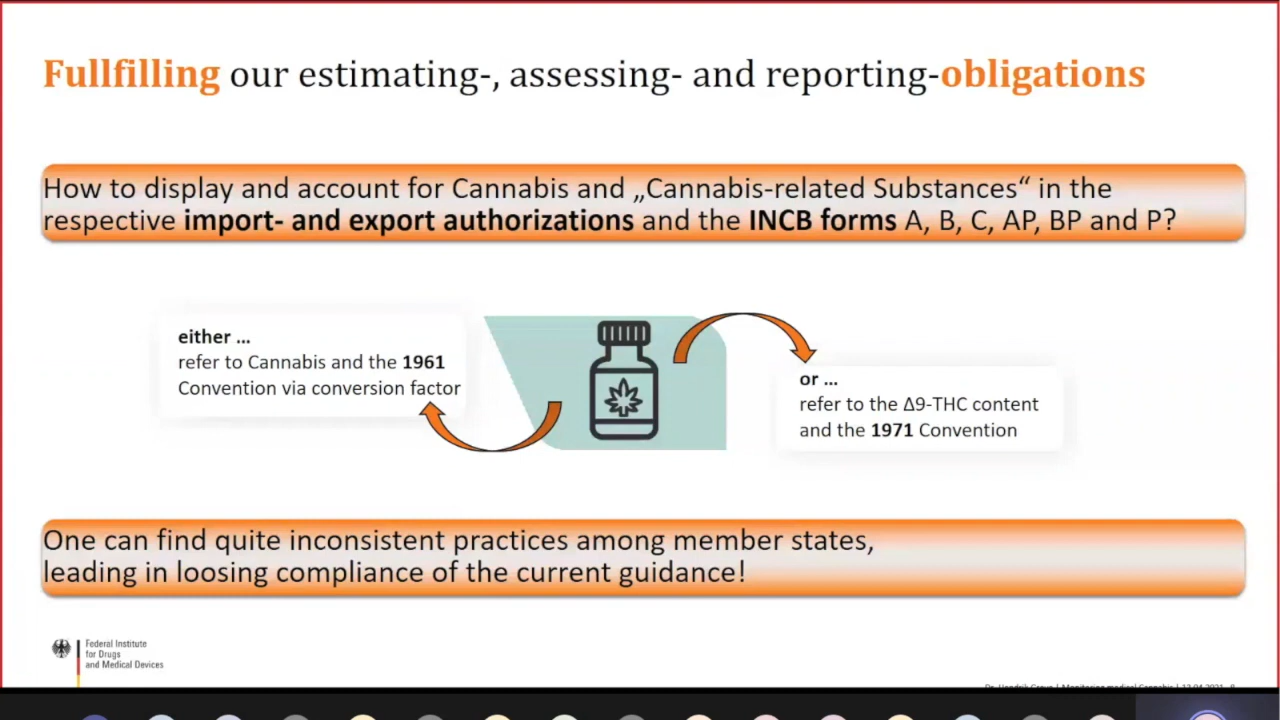 Fullfilling our estimating-, assessing- and reporting-obligations
How to display and account for Cannabis and „Cannabis-related Substances“ in the
respective import- and export authorizations and the INCB forms A, B, C, AP, BP and P?
either ...
refer to Cannabis and the 1961
Convention via conversion factor
or ...
refer to the Δ9-THC content
and the 1971 Convention
One can find quite inconsistent practices among member states,
leading in loosing compliance of the current guidance!
Federal Institute
for Drugs
and Medical Devices